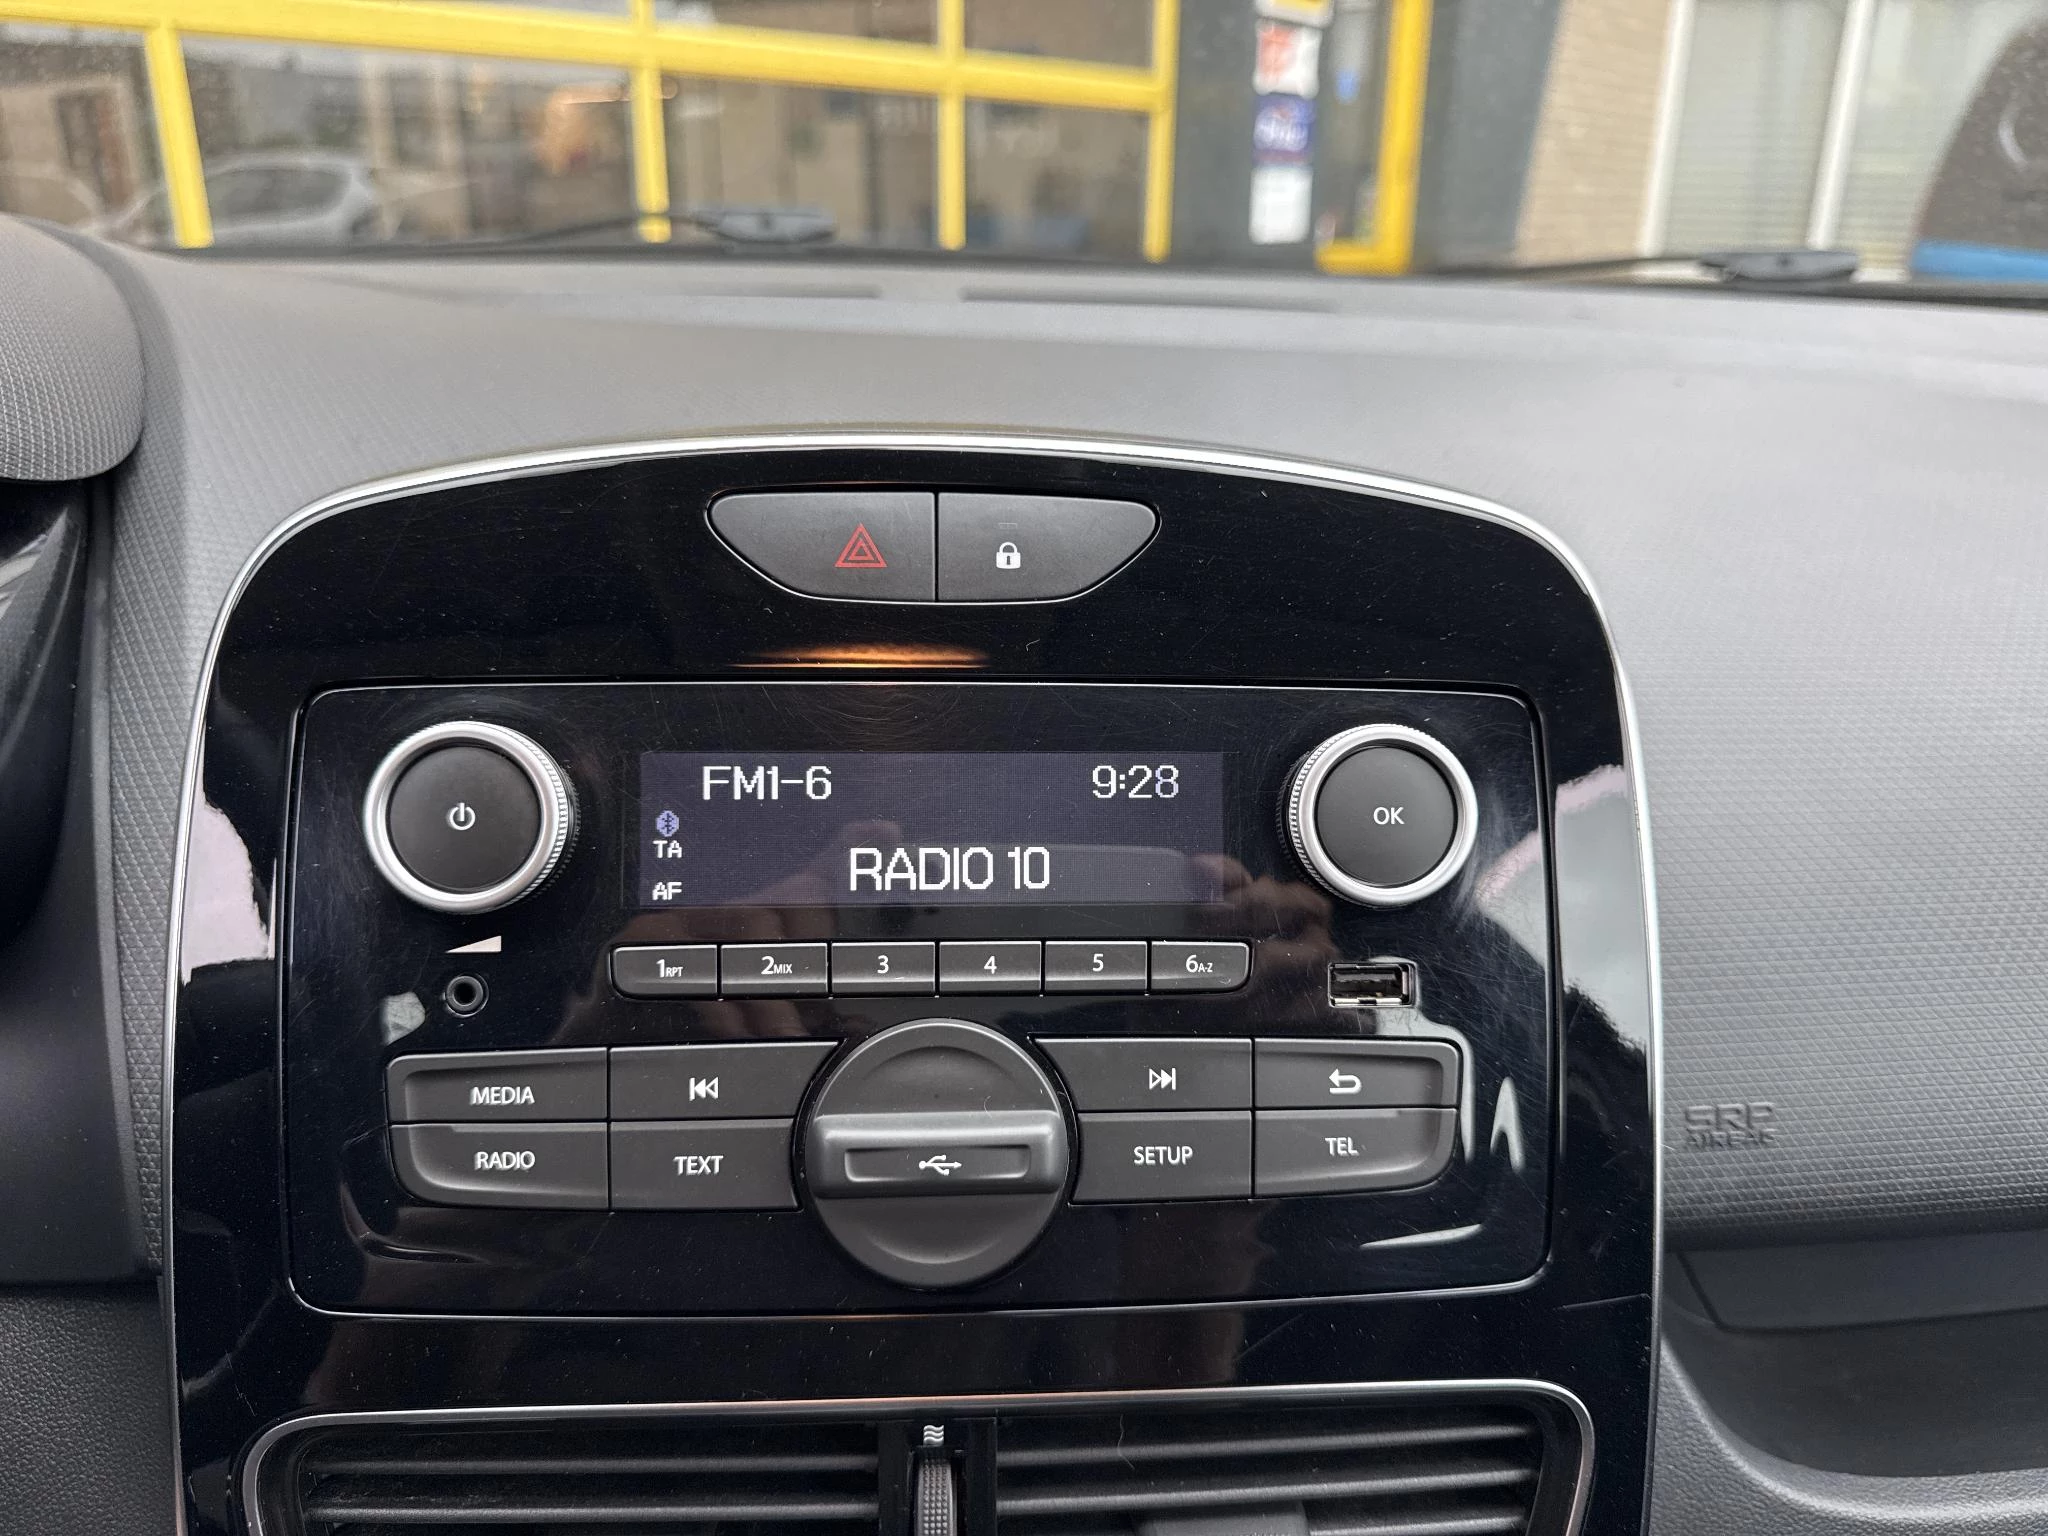 FM1-6 9:28
TA
RADIO 10
AF
OK
1RPT 2MIX 3 4 5 6A-Z
MEDIA
RADIO TEXT SETUP TEL
SRP
AIRBAG